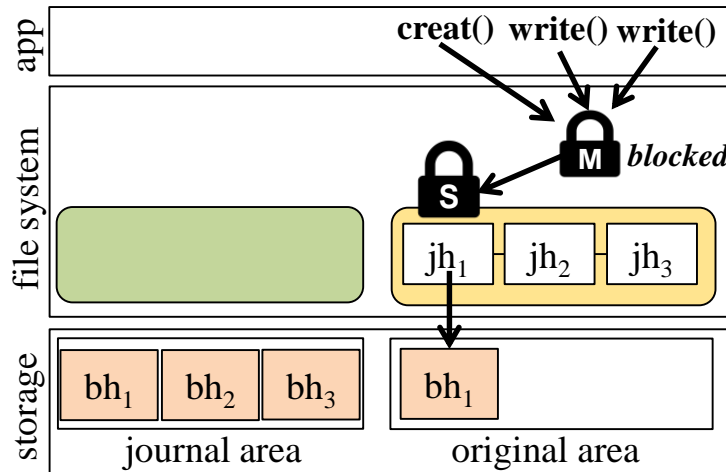 app
creat() write() write()
file system
M blocked
S
jh₁ jh₂ jh₃
storage
bh₁ bh₂ bh₃ bh₁
journal area original area